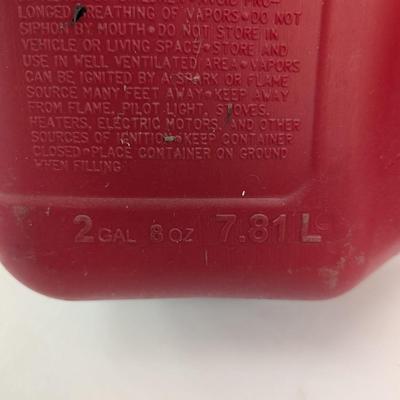 AVOID PRO-
LONGED BREATHING OF VAPORS • DO NOT
SIPHON BY MOUTH • DO NOT STORE IN
VEHICLE OR LIVING SPACE • STORE AND
USE IN WELL VENTILATED AREA • VAPORS
CAN BE IGNITED BY A SPARK OR FLAME
SOURCE MANY FEET AWAY • KEEP AWAY
FROM FLAME, PILOT LIGHT, STOVES,
HEATERS, ELECTRIC MOTORS, AND OTHER
SOURCES OF IGNITION • KEEP CONTAINER
CLOSED • PLACE CONTAINER ON GROUND
WHEN FILLING
2 GAL 8 OZ 7.81 L